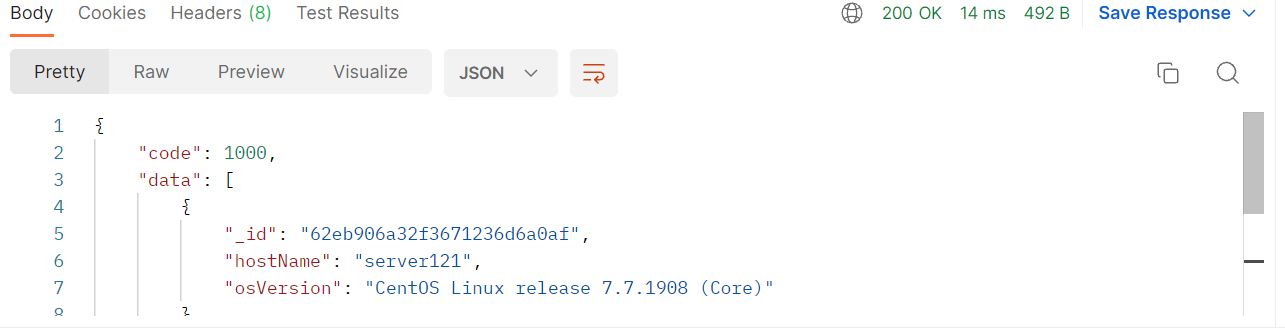 Body Cookies Headers (8) Test Results 200 OK 14 ms 492 B Save Response
Pretty Raw Preview Visualize JSON
1 {
2 "code": 1000,
3 "data": [
4 {
5 "_id": "62eb906a32f3671236d6a0af",
6 "hostName": "server121",
7 "osVersion": "CentOS Linux release 7.7.1908 (Core)"
8 }